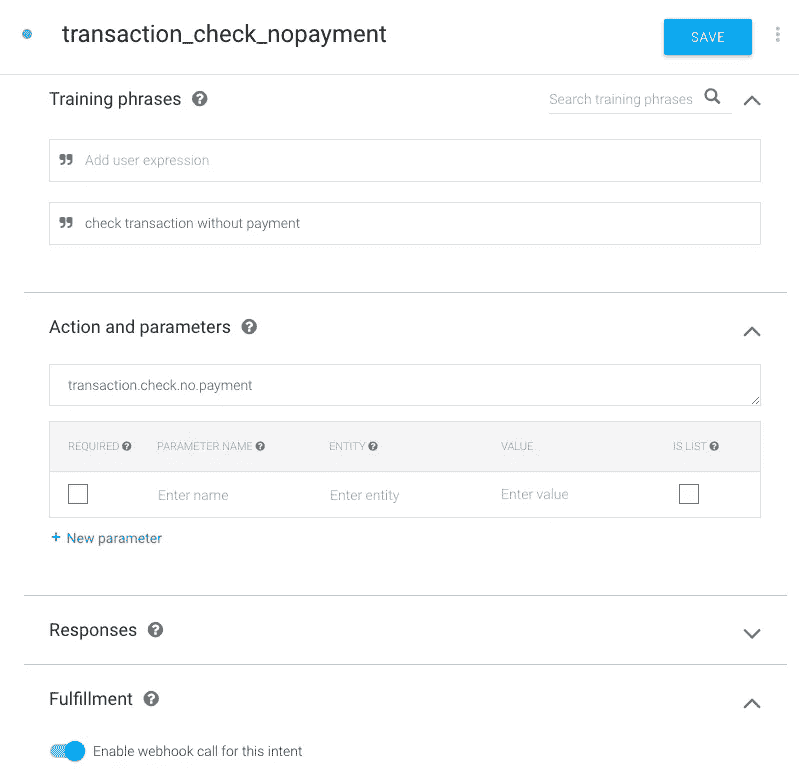 transaction_check_nopayment
SAVE
Training phrases ?
Search training phrases
Add user expression
check transaction without payment
Action and parameters ?
transaction.check.no.payment
REQUIRED ? PARAMETER NAME ? ENTITY ? VALUE IS LIST ?
Enter name Enter entity Enter value
+ New parameter
Responses ?
Fulfillment ?
Enable webhook call for this intent